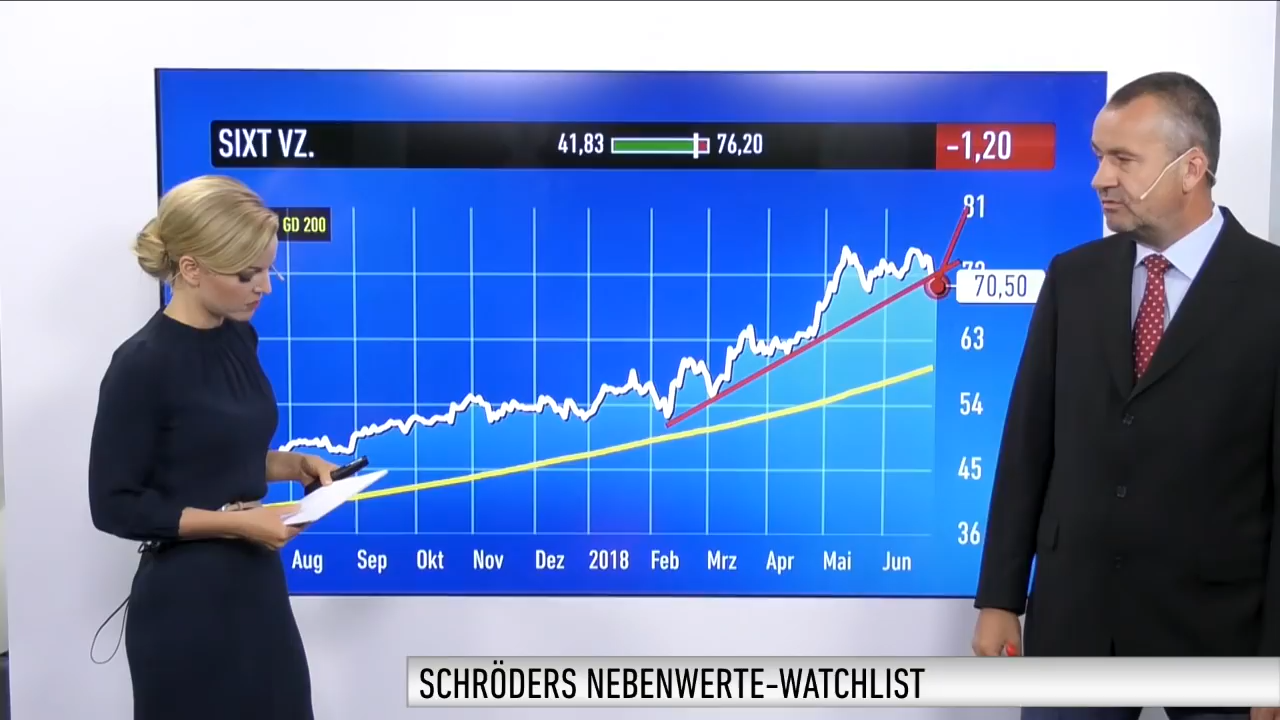 SIXT VZ.
41,83
76,20
-1,20
GD 200
81
72
70,50
63
54
45
36
Aug Sep Okt Nov Dez 2018 Feb Mrz Apr Mai Jun
SCHRÖDERS NEBENWERTE-WATCHLIST